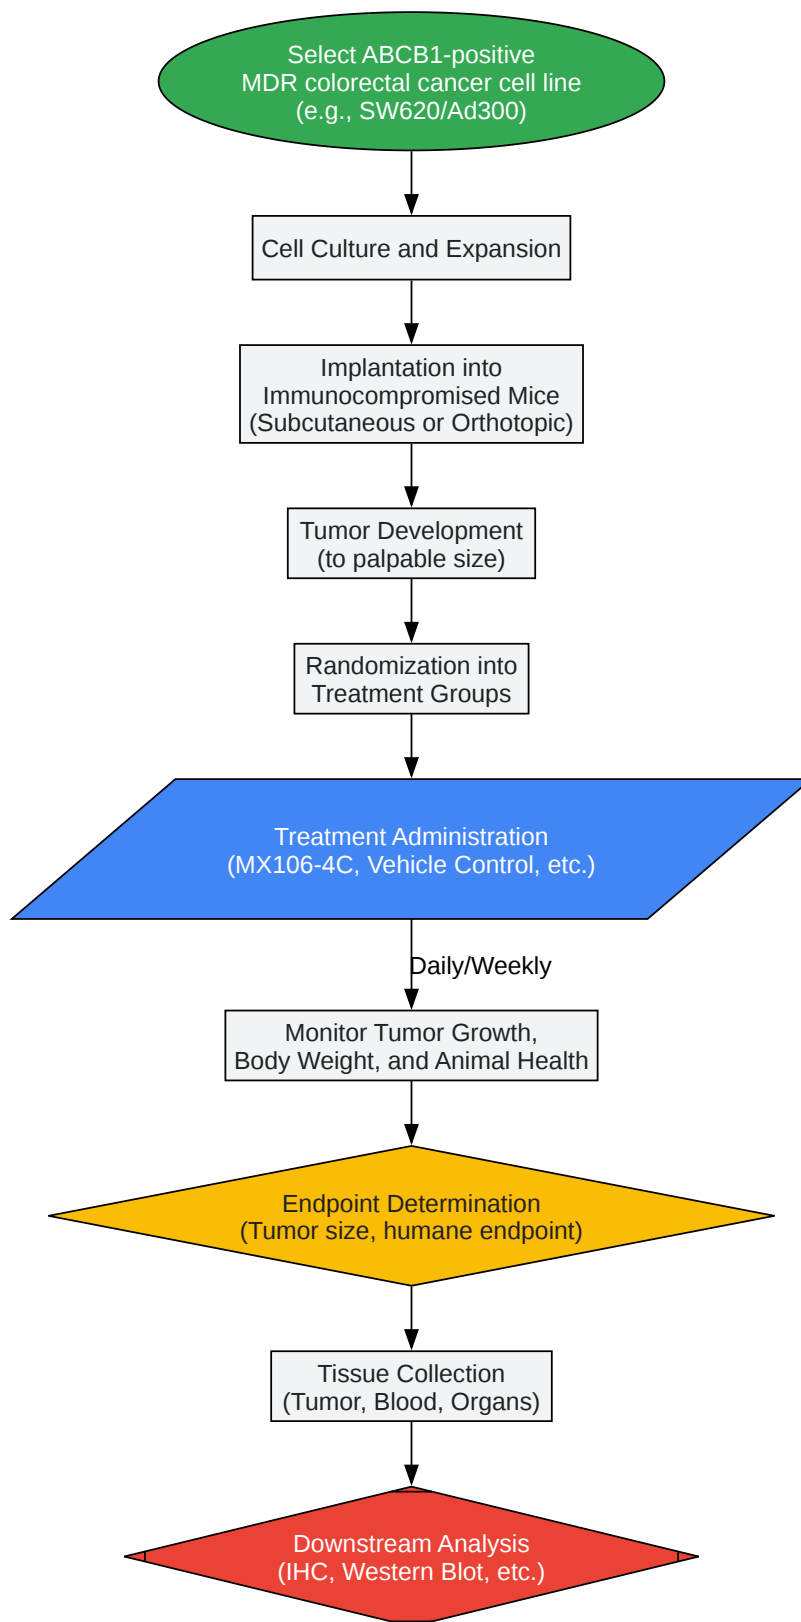 Select ABCB1-positive
MDR colorectal cancer cell line
(e.g., SW620/Ad300)
Cell Culture and Expansion
Implantation into
Immunocompromised Mice
(Subcutaneous or Orthotopic)
Tumor Development
(to palpable size)
Randomization into
Treatment Groups
Treatment Administration
(MX106-4C, Vehicle Control, etc.)
Daily/Weekly
Monitor Tumor Growth,
Body Weight, and Animal Health
Endpoint Determination
(Tumor size, humane endpoint)
Tissue Collection
(Tumor, Blood, Organs)
Downstream Analysis
(IHC, Western Blot, etc.)